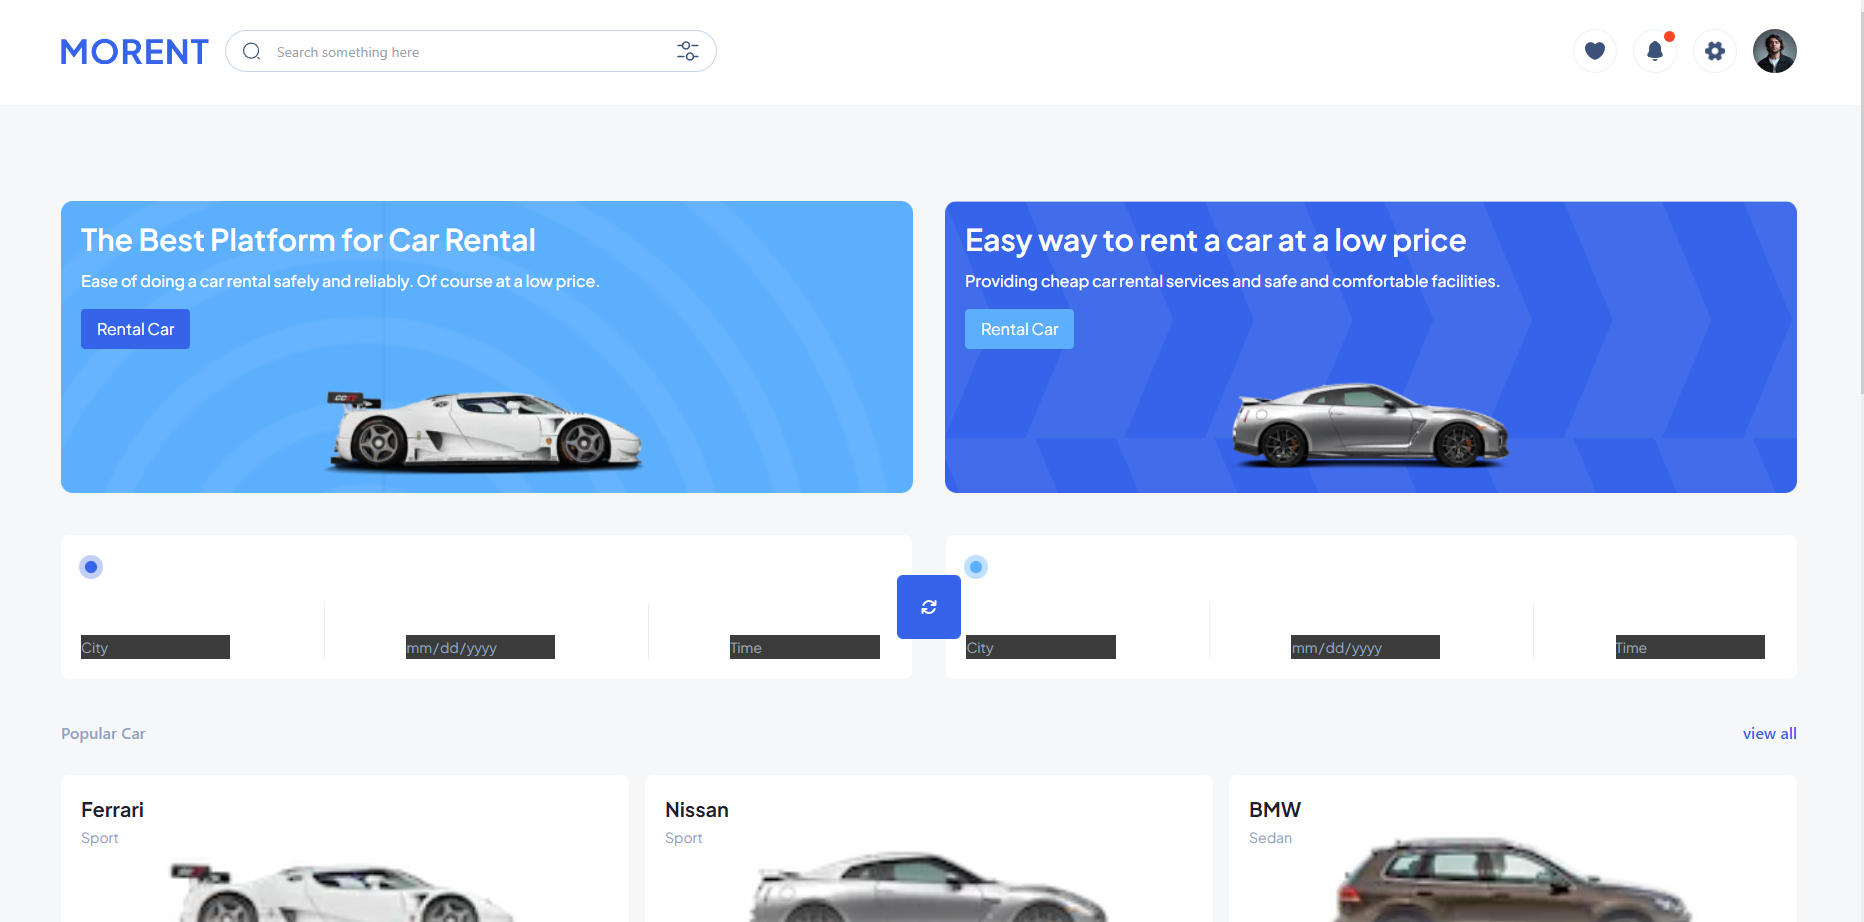 MORENT
Search something here
The Best Platform for Car Rental
Ease of doing a car rental safely and reliably. Of course at a low price.
Rental Car
Easy way to rent a car at a low price
Providing cheap car rental services and safe and comfortable facilities.
Rental Car
City
mm/dd/yyyy
Time
City
mm/dd/yyyy
Time
Popular Car
view all
Ferrari
Sport
Nissan
Sport
BMW
Sedan